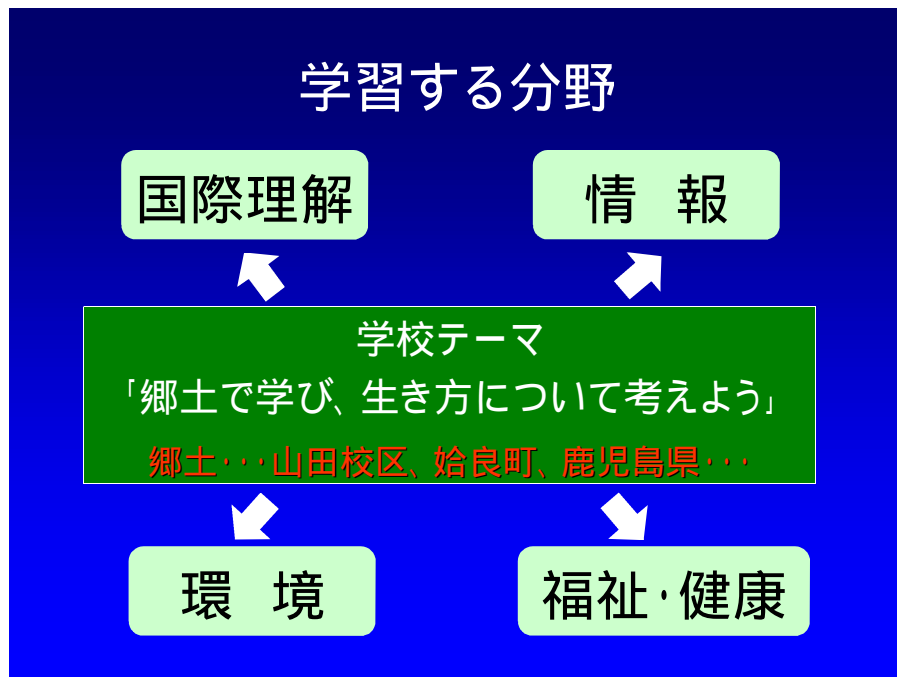 学習する分野
国際理解
情 報
学校テーマ
「郷土で学び、生き方について考えよう」
郷土・・・山田校区、姶良町、鹿児島県・・・
環 境
福祉・健康